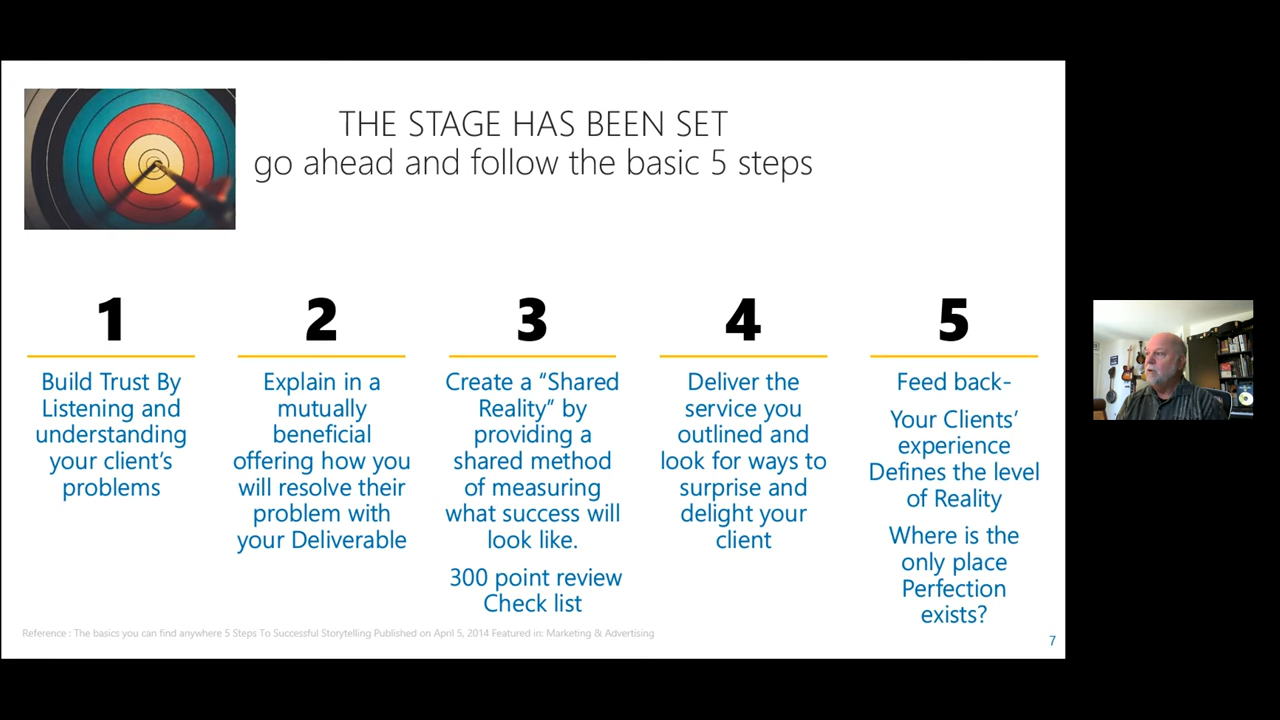 THE STAGE HAS BEEN SET
go ahead and follow the basic 5 steps
1
Build Trust By
Listening and
understanding
your client's
problems
2
Explain in a
mutually
beneficial
offering how you
will resolve their
problem with
your Deliverable
3
Create a “Shared
Reality” by
providing a
shared method
of measuring
what success will
look like.
300 point review
Check list
4
Deliver the
service you
outlined and
look for ways to
surprise and
delight your
client
5
Feed back-
Your Clients’
experience
Defines the level
of Reality
Where is the
only place
Perfection
exists?
Reference : The basics you can find anywhere 5 Steps To Successful Storytelling Published on April 5, 2014 Featured in: Marketing & Advertising
7